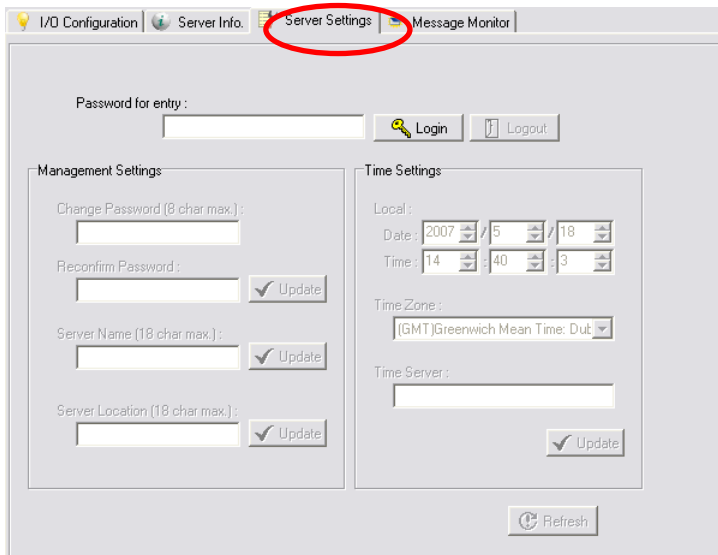 I/O Configuration Server Info. Server Settings Message Monitor
Password for entry :
Login Logout
Management Settings
Change Password (8 char max.) :
Reconfirm Password :
Update
Server Name (18 char max.) :
Update
Server Location (18 char max.) :
Update
Time Settings
Local :
Date : 2007 / 5 / 18
Time : 14 : 40 : 3
Time Zone :
(GMT)Greenwich Mean Time: Dub
Time Server :
Update
Refresh